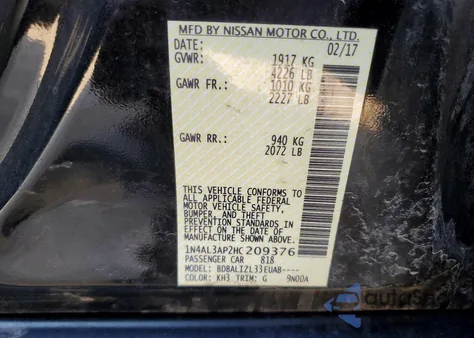 MFD BY NISSAN MOTOR CO., LTD.
DATE: 02/17
GVWR: 1917 KG
4226 LB
GAWR FR.: 1010 KG
2227 LB
GAWR RR.: 940 KG
2072 LB
THIS VEHICLE CONFORMS TO
ALL APPLICABLE FEDERAL
MOTOR VEHICLE SAFETY,
BUMPER, AND THEFT
PREVENTION STANDARDS IN
EFFECT ON THE DATE OF
MANUFACTURE SHOWN ABOVE.
1N4AL3AP2HC209376
PASSENGER CAR 818
MODEL: BDBALIZL33EUAB----
COLOR: KH3 TRIM: G 9N00A